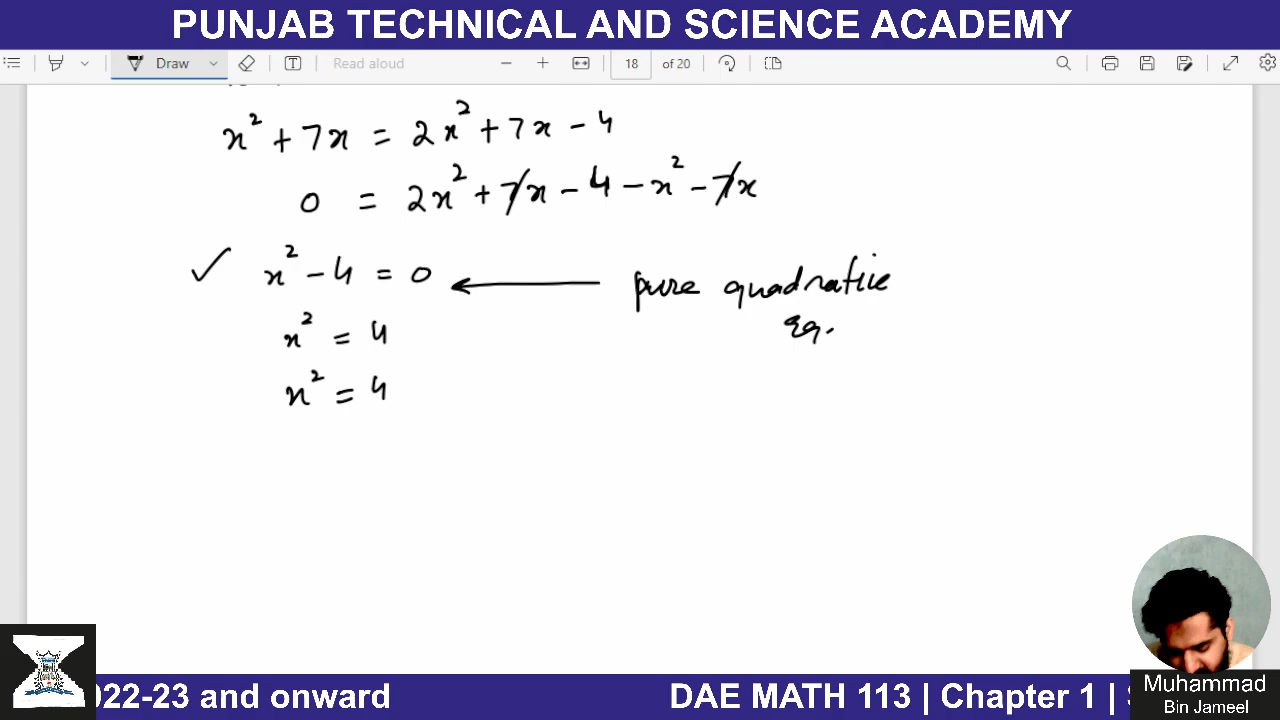 PUNJAB TECHNICAL AND SCIENCE ACADEMY
Draw
Read aloud
18 of 20
x² + 7x = 2x² + 7x - 4
0 = 2x² + 7x - 4 - x² - 7x
✓ x² - 4 = 0 ← pure quadratic
Eq.
x² = 4
x² = 4
022-23 and onward
DAE MATH 113 | Chapter 1 |
Muhammad
Bin Jameel